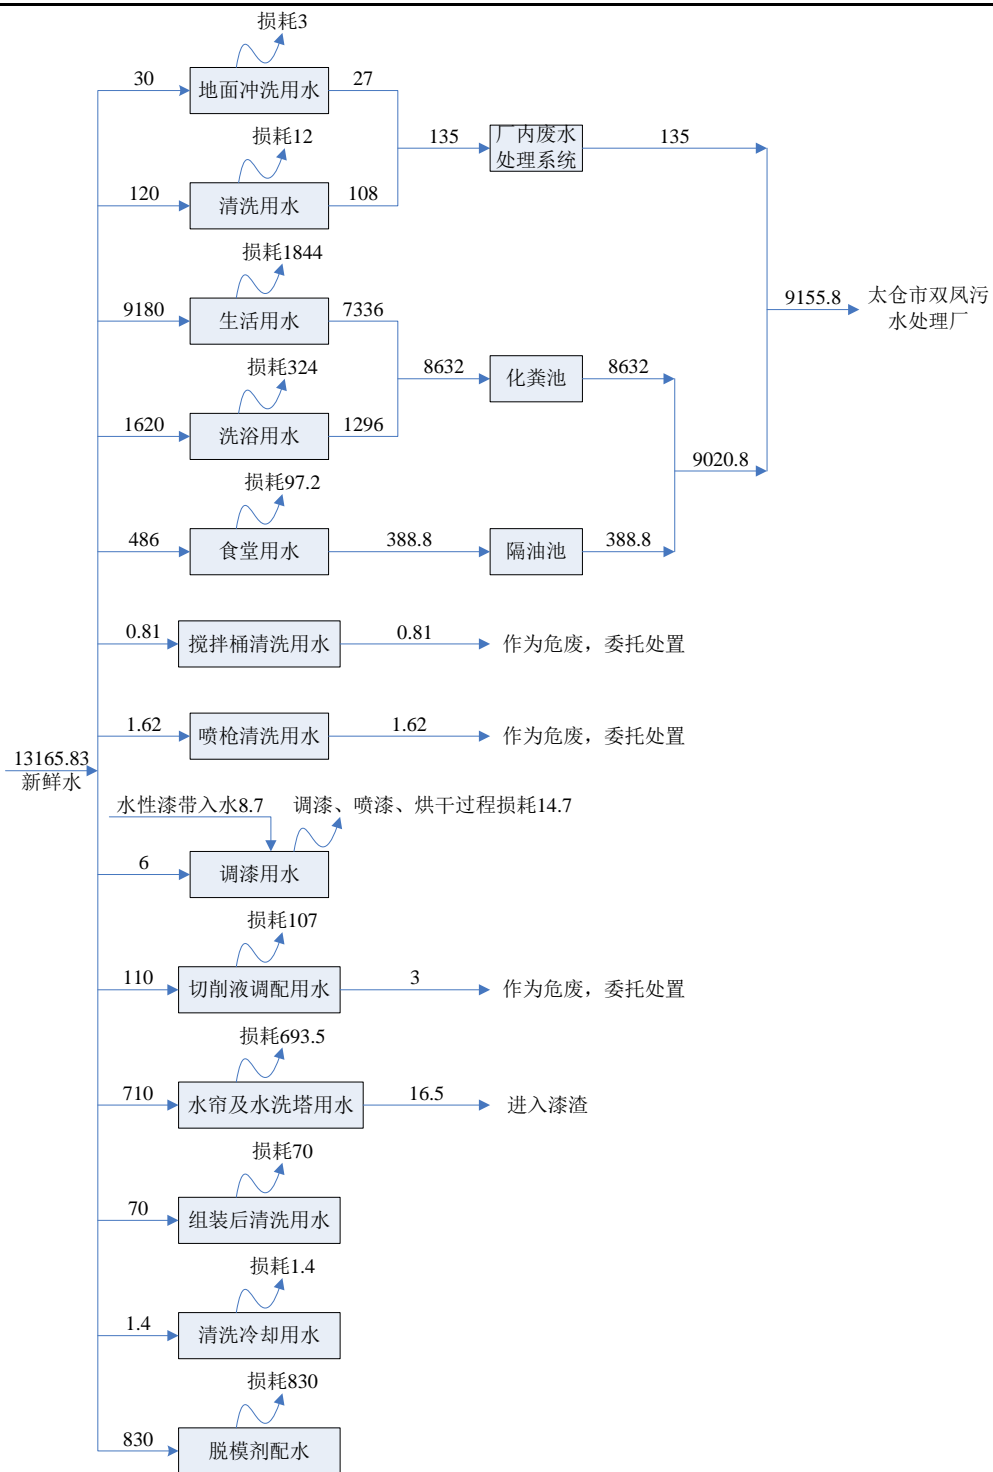 损耗3
30
地面冲洗用水
27
损耗12
135
厂内废水
处理系统
135
120
清洗用水
108
损耗1844
9180
生活用水
7336
9155.8
太仓市双凤污
水处理厂
损耗324
8632
化粪池
8632
1620
洗浴用水
1296
9020.8
损耗97.2
486
食堂用水
388.8
隔油池
388.8
0.81
搅拌桶清洗用水
0.81
作为危废，委托处置
1.62
喷枪清洗用水
1.62
作为危废，委托处置
13165.83
新鲜水
水性漆带入水8.7
调漆、喷漆、烘干过程损耗14.7
6
调漆用水
损耗107
110
切削液调配用水
3
作为危废，委托处置
损耗693.5
710
水帘及水洗塔用水
16.5
进入漆渣
损耗70
70
组装后清洗用水
损耗1.4
1.4
清洗冷却用水
损耗830
830
脱模剂配水